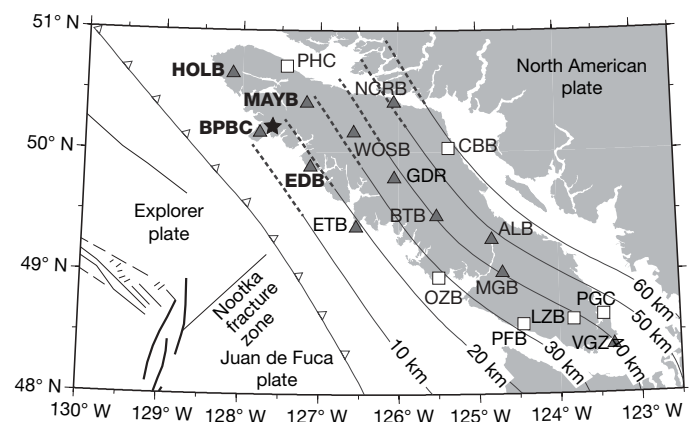 51° N
50° N
49° N
48° N
130° W
129° W
128° W
127° W
126° W
125° W
124° W
123° W
HOLB
PHC
North American
plate
MAYB
NCRB
BPBC
WOSB
CBB
EDB
GDR
Explorer
plate
ETB
BTB
ALB
Nootka
fracture
zone
OZB
MGB
PGC
LZB
PFB
VGZ
Juan de Fuca
plate
10 km
20 km
30 km
40 km
50 km
60 km